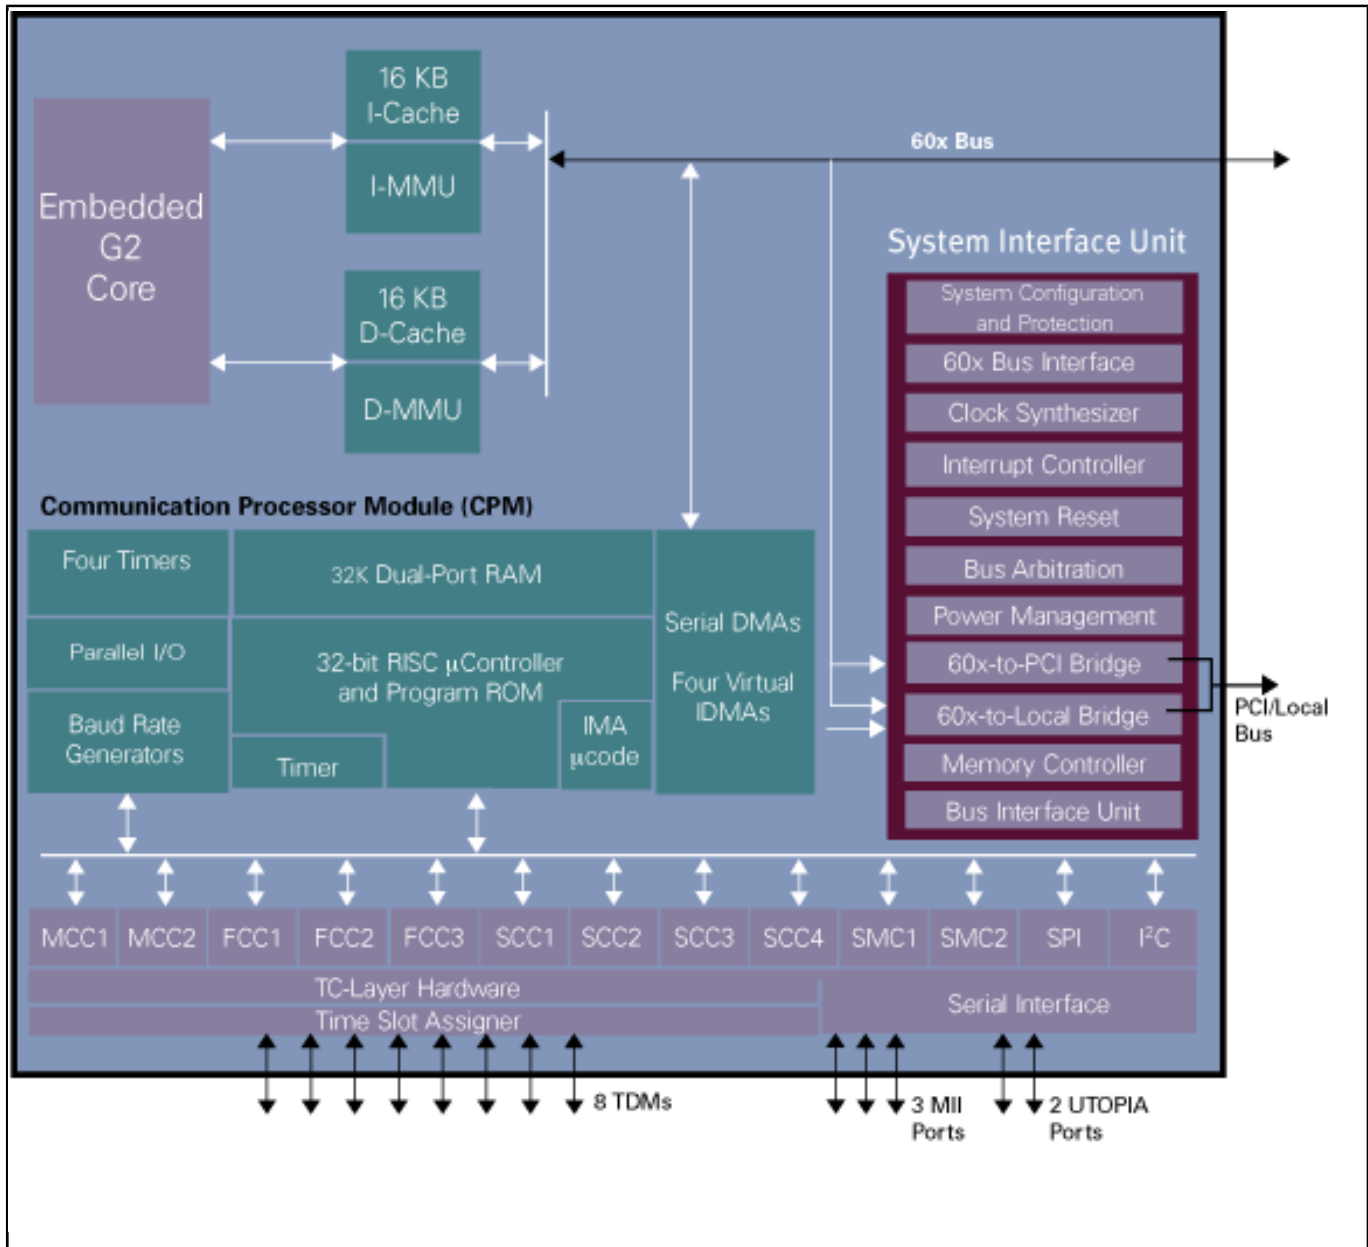 16 KB
I-Cache
I-MMU
60x Bus
Embedded
G2
Core
System Interface Unit
16 KB
D-Cache
D-MMU
System Configuration
and Protection
60x Bus Interface
Clock Synthesizer
Interrupt Controller
System Reset
Bus Arbitration
Power Management
60x-to-PCI Bridge
60x-to-Local Bridge
Memory Controller
Bus Interface Unit
PCI/Local
Bus
Communication Processor Module (CPM)
Four Timers
32K Dual-Port RAM
Serial DMAs
Four Virtual
IDMAs
Parallel I/O
32-bit RISC µController
and Program ROM
Baud Rate
Generators
Timer
IMA
µcode
MCC1 MCC2 FCC1 FCC2 FCC3 SCC1 SCC2 SCC3 SCC4 SMC1 SMC2 SPI I²C
TC-Layer Hardware
Time Slot Assigner
Serial Interface
8 TDMs
3 MII
Ports
2 UTOPIA
Ports